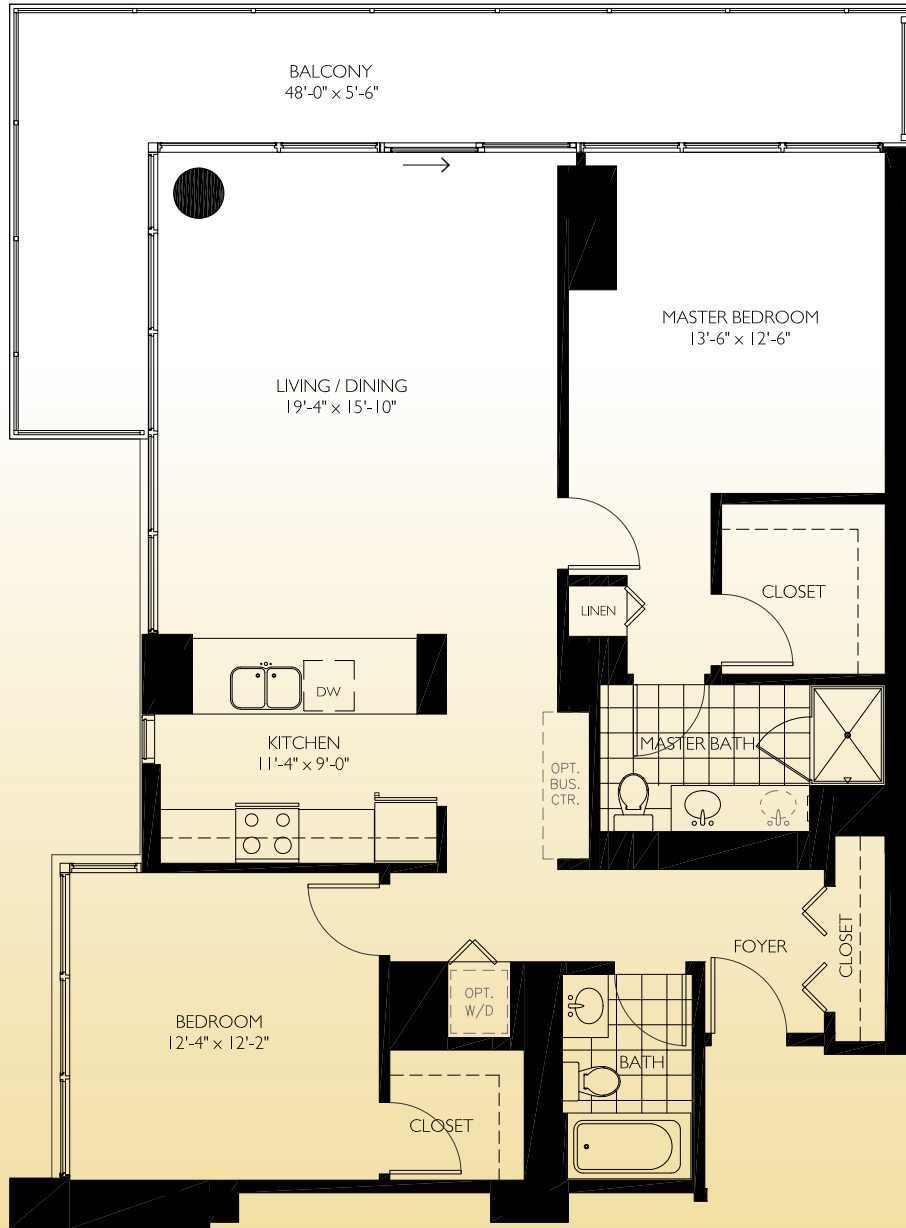 BALCONY
48'-0" x 5'-6"
MASTER BEDROOM
13'-6" x 12'-6"
LIVING / DINING
19'-4" x 15'-10"
CLOSET
LINEN
DW
KITCHEN
11'-4" x 9'-0"
MASTER BATH
OPT.
BUS.
CTR.
CLOSET
FOYER
OPT.
W/D
BEDROOM
12'-4" x 12'-2"
BATH
CLOSET